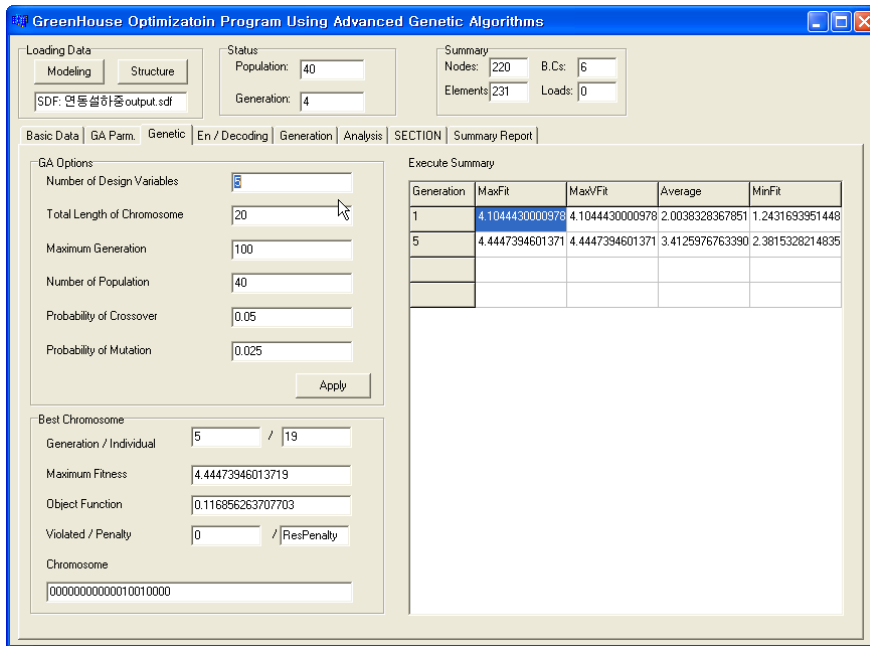 GreenHouse Optimizatoin Program Using Advanced Genetic Algorithms
Loading Data
Modeling Structure
SDF: 연동설하중output.sdf
Status
Population: 40
Generation: 4
Summary
Nodes: 220 B.Cs: 6
Elements 231 Loads: 0
Basic Data GA Parm. Genetic En / Decoding Generation Analysis SECTION Summary Report
GA Options
Number of Design Variables 5
Total Length of Chromosome 20
Maximum Generation 100
Number of Population 40
Probability of Crossover 0.05
Probability of Mutation 0.025
Apply
Best Chromosome
Generation / Individual 5 / 19
Maximum Fitness 4.44473946013719
Object Function 0.116856263707703
Violated / Penalty 0 / ResPenalty
Chromosome
00000000000010010000
Execute Summary
Generation MaxFit MaxVFit Average MinFit
1 4.1044430000978 4.1044430000978 2.0038328367851 1.2431693951448
5 4.4447394601371 4.4447394601371 3.4125976763390 2.3815328214835